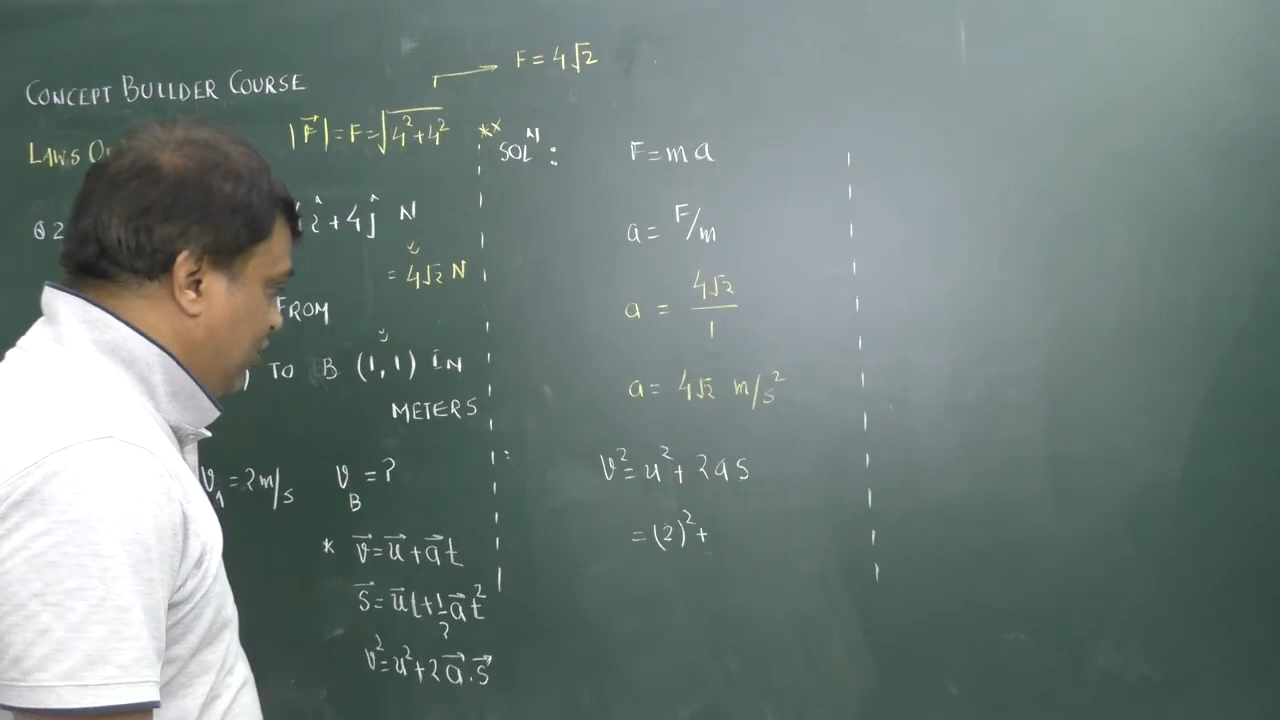 CONCEPT BUILDER COURSE
LAWS O
|F⃗| = F = √4²+4²
F = 4√2
Q2
î + 4ĵ N
= 4√2 N
FROM
) TO B (1,1) IN
METERS
V_A = 2 m/s V_B = ?
* v⃗ = u⃗ + a⃗t
s⃗ = u⃗t + 1/2 a⃗t²
v² = u² + 2a⃗.s⃗
** SOLᴺ :
F = ma
a = F/m
a = 4√2/1
a = 4√2 m/s²
v² = u² + 2as
= (2)² +